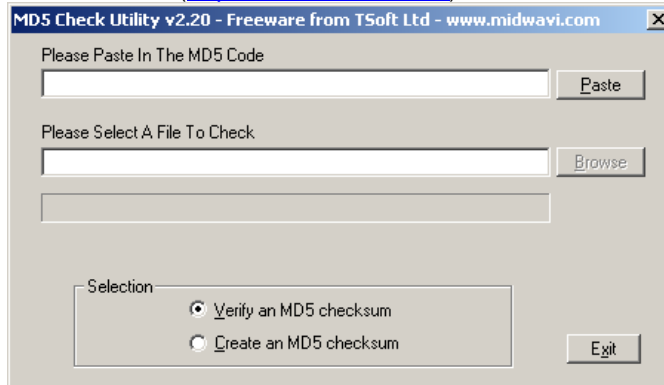 MD5 Check Utility v2.20 - Freeware from TSoft Ltd - www.midwavi.com
Please Paste In The MD5 Code
Paste
Please Select A File To Check
Browse
Selection
Verify an MD5 checksum
Create an MD5 checksum
Exit